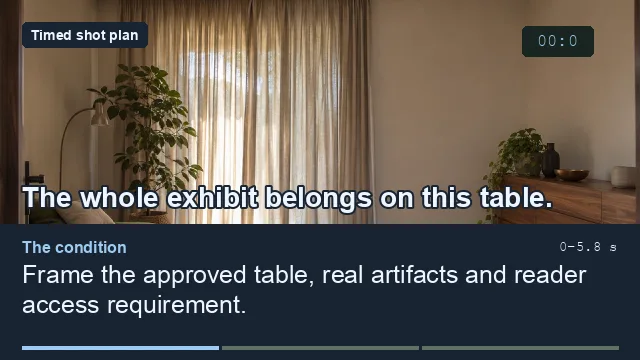 Timed shot plan
00:0
The whole exhibit belongs on this table.
The condition
0–5.8 s
Frame the approved table, real artifacts and reader
access requirement.